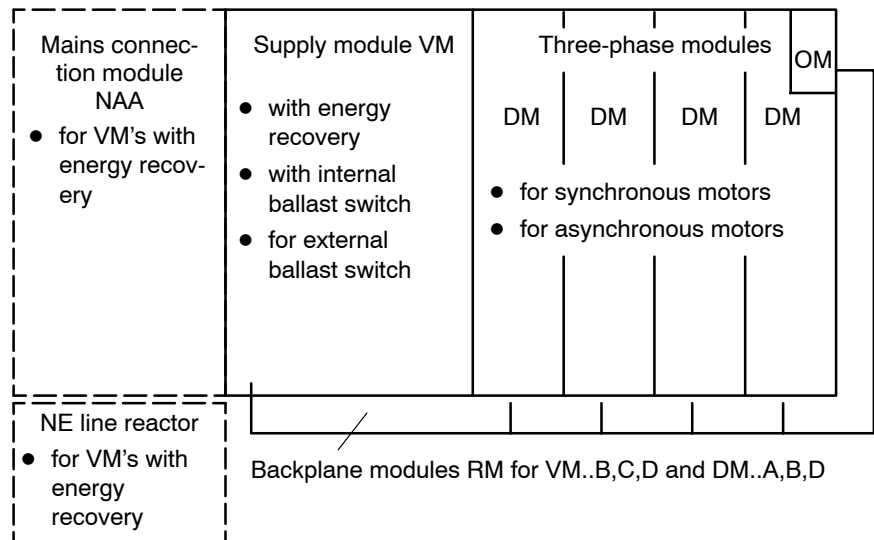 Mains connec-
tion module
NAA
● for VM's with
energy recov-
ery
Supply module VM
● with energy
recovery
● with internal
ballast switch
● for external
ballast switch
Three-phase modules
OM
DM DM DM DM
● for synchronous motors
● for asynchronous motors
NE line reactor
● for VM's with
energy
recovery
Backplane modules RM for VM..B,C,D and DM..A,B,D